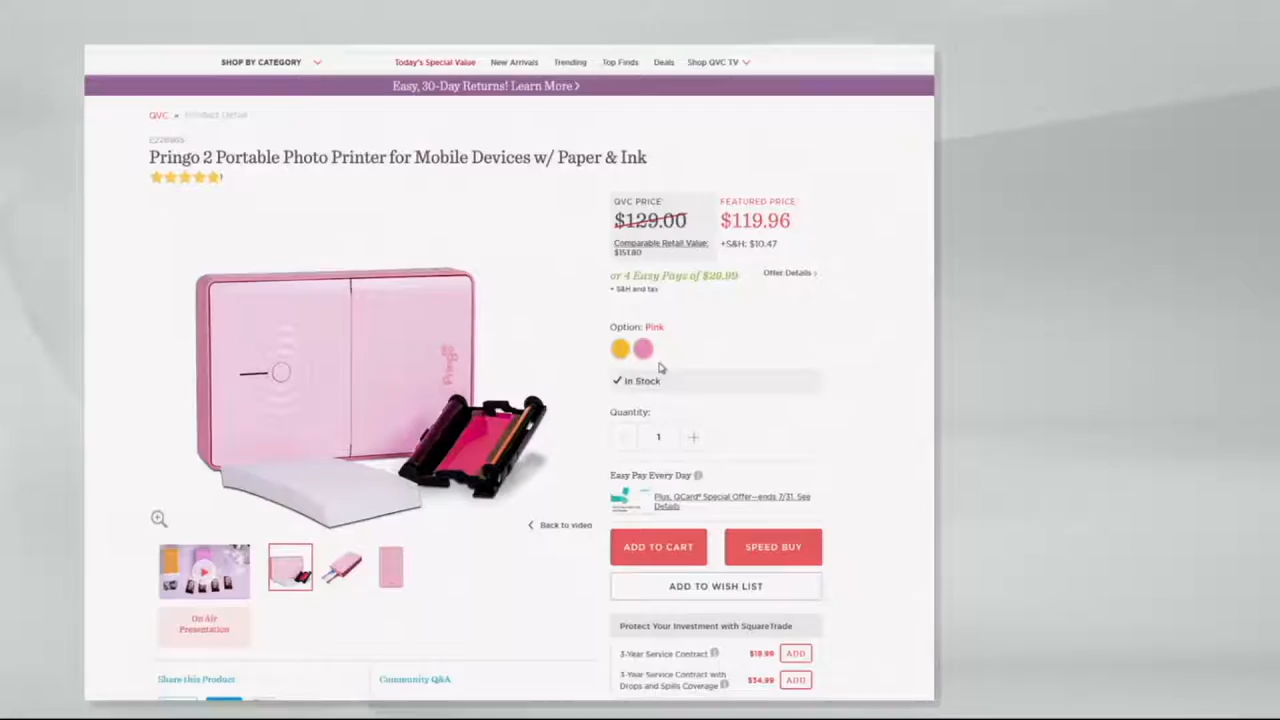 SHOP BY CATEGORY
Today's Special Value New Arrivals Trending Top Finds Deals Shop QVC TV
Easy, 30-Day Returns! Learn More
QVC Product Detail
Pringo 2 Portable Photo Printer for Mobile Devices w/ Paper & Ink
QVC PRICE
$129.00
Comparable Retail Value:
$151.80
FEATURED PRICE
$119.96
+S&H: $10.47
or 4 Easy Pays of $29.99
Offer Details
+ S&H and tax
Option: Pink
In Stock
Quantity:
1
Easy Pay Every Day
Plus, QCard® Special Offer—ends 7/31. See
Details
ADD TO CART
SPEED BUY
ADD TO WISH LIST
Protect Your Investment with SquareTrade
3-Year Service Contract $19.99 ADD
3-Year Service Contract with
Drops and Spills Coverage $34.99 ADD
Pringo
Back to video
On Air
Presentation
Share this Product
Community Q&A